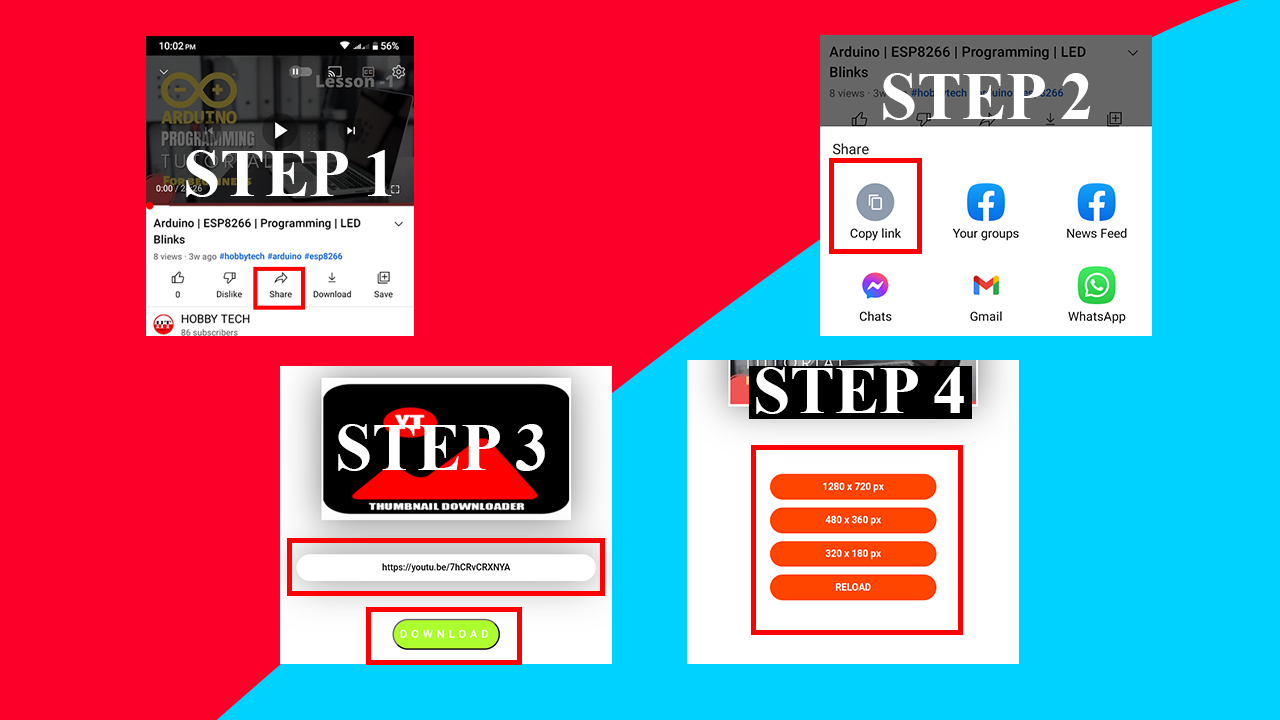 10:02 PM
56%
CC
Lesson -1
ARDUINO
PROGRAMMING
TUTORIAL
STEP 1
0:00
Arduino | ESP8266 | Programming | LED
Blinks
8 views · 3w ago #hobbytech #arduino #esp8266
0 Dislike Share Download Save
HT
HOBBY TECH
86 subscribers
Arduino | ESP8266 | Programming | LED
Blinks
8 views · 3w #hobbytech #arduino #esp8266
STEP 2
Share
Copy link Your groups News Feed
Chats Gmail WhatsApp
YT
STEP 3
THUMBNAIL DOWNLOADER
https://youtu.be/7hCRvCRXNYA
DOWNLOAD
TUTORIAL
STEP 4
1280 x 720 px
480 x 360 px
320 x 180 px
RELOAD